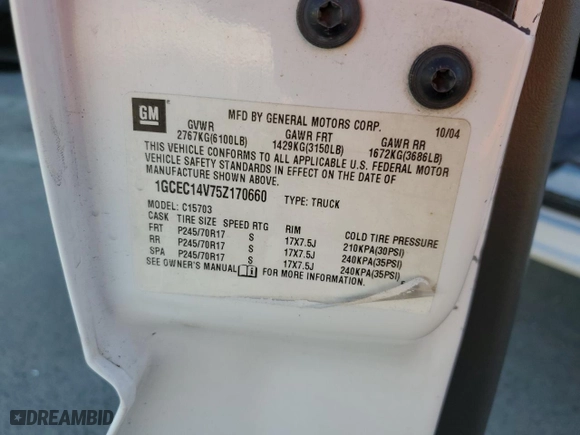 GM
MFD BY GENERAL MOTORS CORP. 10/04
GVWR GAWR FRT GAWR RR
2767KG(6100LB) 1429KG(3150LB) 1672KG(3686LB)
THIS VEHICLE CONFORMS TO ALL APPLICABLE U.S. FEDERAL MOTOR
VEHICLE SAFETY STANDARDS IN EFFECT ON THE DATE OF
MANUFACTURE SHOWN ABOVE.
1GCEC14V75Z170660 TYPE: TRUCK
MODEL: C15703
CASK TIRE SIZE SPEED RTG RIM COLD TIRE PRESSURE
FRT P245/70R17 S 17X7.5J 210KPA(30PSI)
RR P245/70R17 S 17X7.5J 240KPA(35PSI)
SPA P245/70R17 S 17X7.5J 240KPA(35PSI)
SEE OWNER'S MANUAL FOR MORE INFORMATION.
DREAMBID